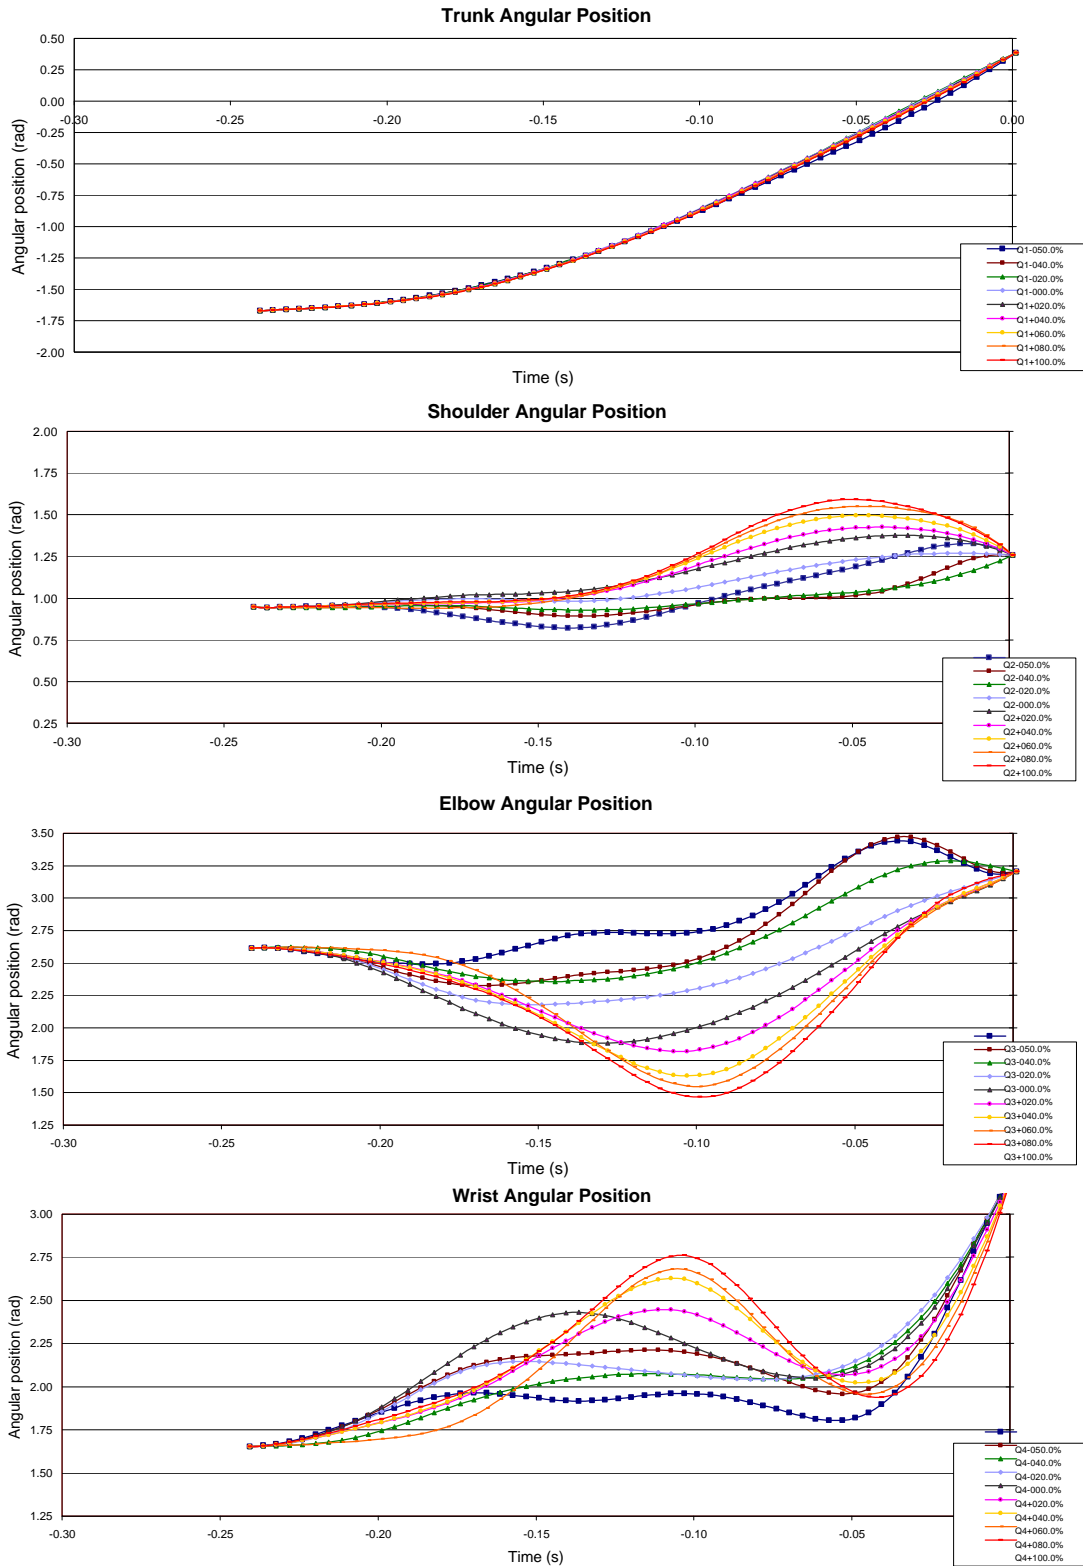 Trunk Angular Position
0.50
0.25
0.00
-0.30 -0.25 -0.20 -0.15 -0.10 -0.05 0.00
-0.25
-0.50
-0.75
-1.00
-1.25
-1.50
-1.75
-2.00
Angular position (rad)
Q1-050.0%
Q1-040.0%
Q1-020.0%
Q1-000.0%
Q1+020.0%
Q1+040.0%
Q1+060.0%
Q1+080.0%
Q1+100.0%
Time (s)
Shoulder Angular Position
2.00
1.75
1.50
1.25
1.00
0.75
0.50
0.25
Angular position (rad)
-0.30 -0.25 -0.20 -0.15 -0.10 -0.05
Q2-050.0%
Q2-040.0%
Q2-020.0%
Q2-000.0%
Q2+020.0%
Q2+040.0%
Q2+060.0%
Q2+080.0%
Q2+100.0%
Time (s)
Elbow Angular Position
3.50
3.25
3.00
2.75
2.50
2.25
2.00
1.75
1.50
1.25
Angular position (rad)
-0.30 -0.25 -0.20 -0.15 -0.10 -0.05
Q3-050.0%
Q3-040.0%
Q3-020.0%
Q3-000.0%
Q3+020.0%
Q3+040.0%
Q3+060.0%
Q3+080.0%
Q3+100.0%
Time (s)
Wrist Angular Position
3.00
2.75
2.50
2.25
2.00
1.75
1.50
1.25
Angular position (rad)
-0.30 -0.25 -0.20 -0.15 -0.10 -0.05
Q4-050.0%
Q4-040.0%
Q4-020.0%
Q4-000.0%
Q4+020.0%
Q4+040.0%
Q4+060.0%
Q4+080.0%
Q4+100.0%
Time (s)